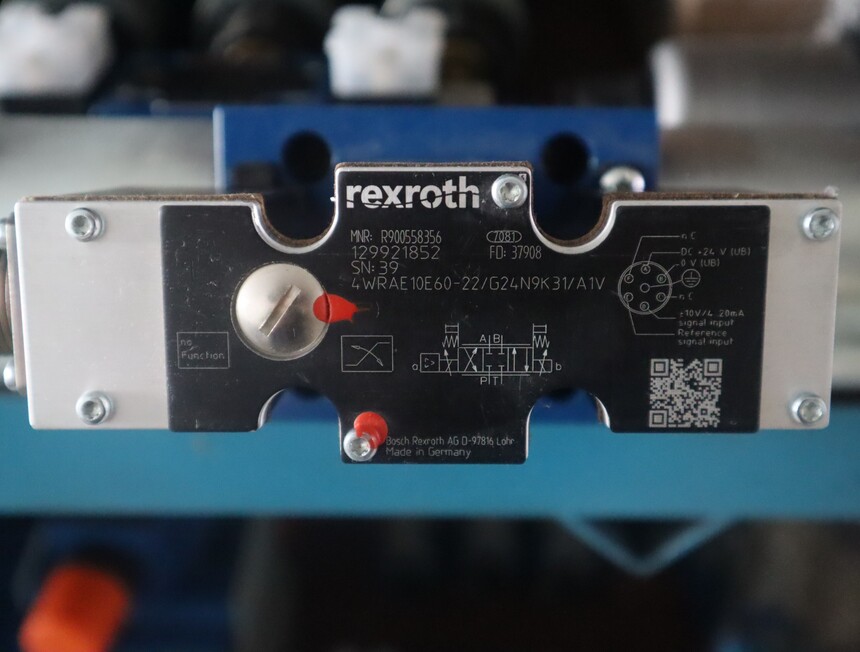 rexroth
MNR: R900558356
7081
129921852
FD: 37908
SN: 39
4WRAE10E60-22/G24N9K31/A1V
n.C
DC +24 V (UB)
0 V (UB)
n.C
±10V/4..20mA
signal input
Reference
signal input
no
Function
A B
a
b
P T
Bosch Rexroth AG D-97816 Lohr
Made in Germany